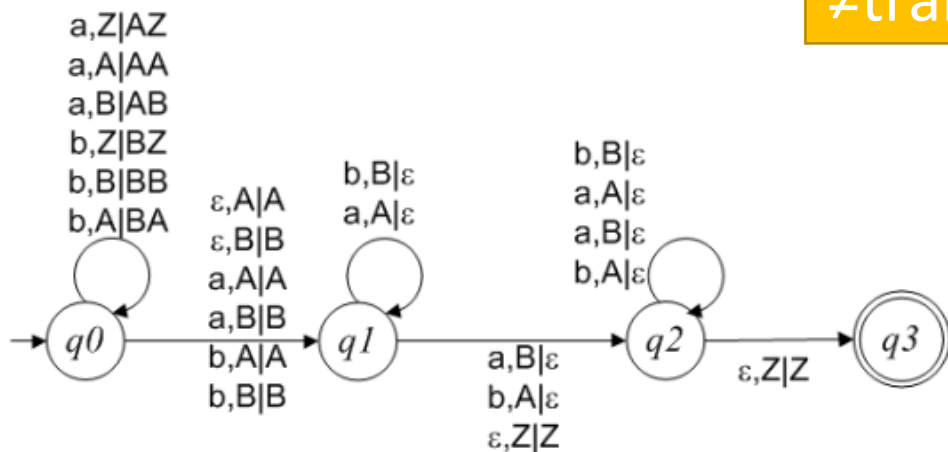 a,Z|AZ
a,A|AA
a,B|AB
b,Z|BZ
b,B|BB
b,A|BA
ε,A|A
ε,B|B
a,A|A
a,B|B
b,A|A
b,B|B
b,B|ε
a,A|ε
b,B|ε
a,A|ε
a,B|ε
b,A|ε
q0
q1
q2
q3
a,B|ε
b,A|ε
ε,Z|Z
ε,Z|Z